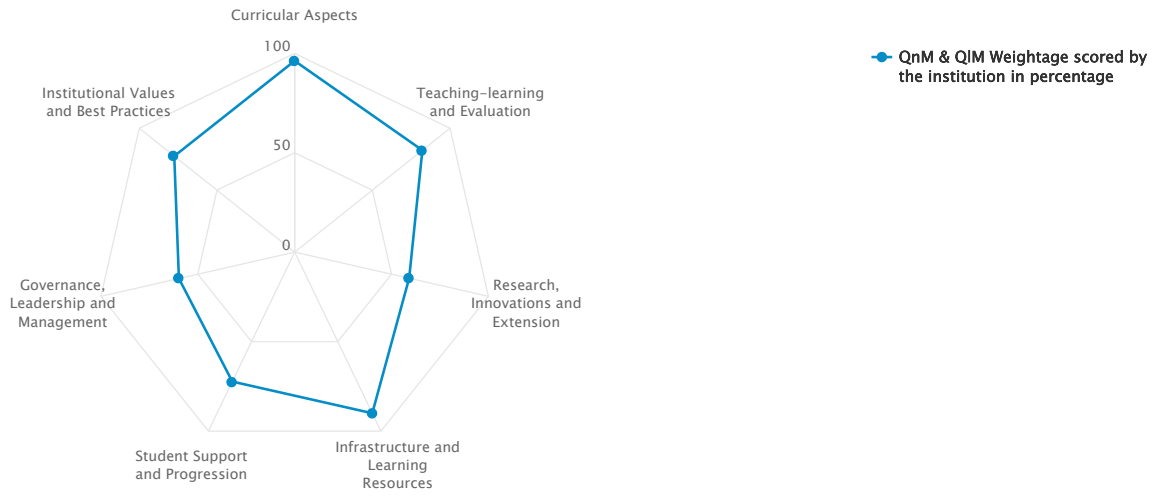 Curricular Aspects
100
Institutional Values
and Best Practices
Teaching-learning
and Evaluation
50
0
Governance,
Leadership and
Management
Research,
Innovations and
Extension
Student Support
and Progression
Infrastructure and
Learning
Resources
QnM & QlM Weightage scored by
the institution in percentage